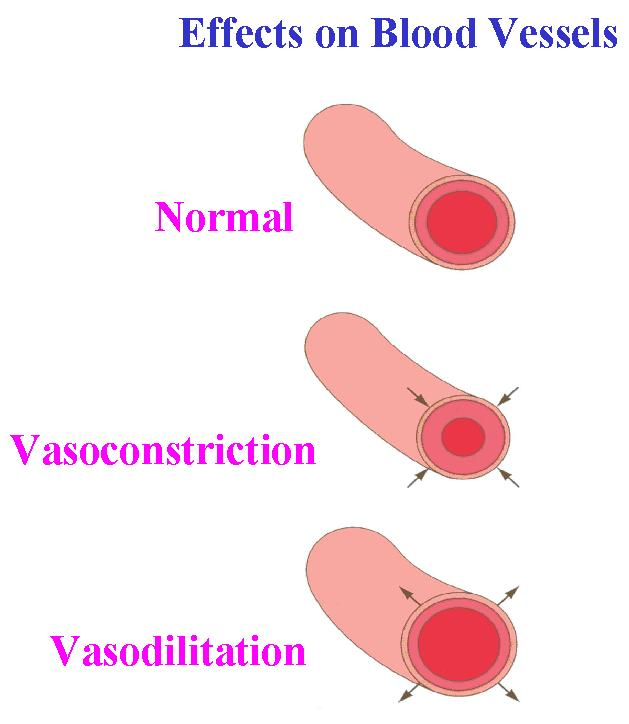 Effects on Blood Vessels
Normal
Vasoconstriction
Vasodilitation